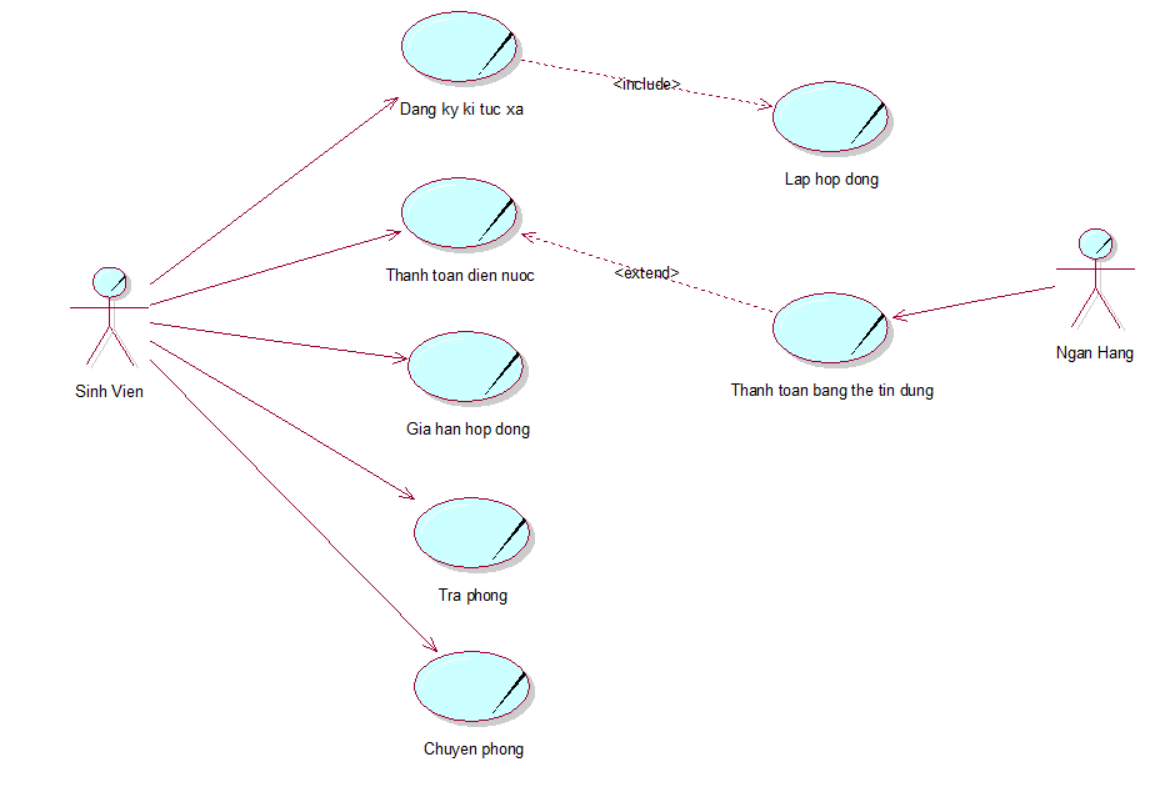 Dang ky ki tuc xa
<include>
Lap hop dong
Thanh toan dien nuoc
<extend>
Sinh Vien
Ngan Hang
Thanh toan bang the tin dung
Gia han hop dong
Tra phong
Chuyen phong